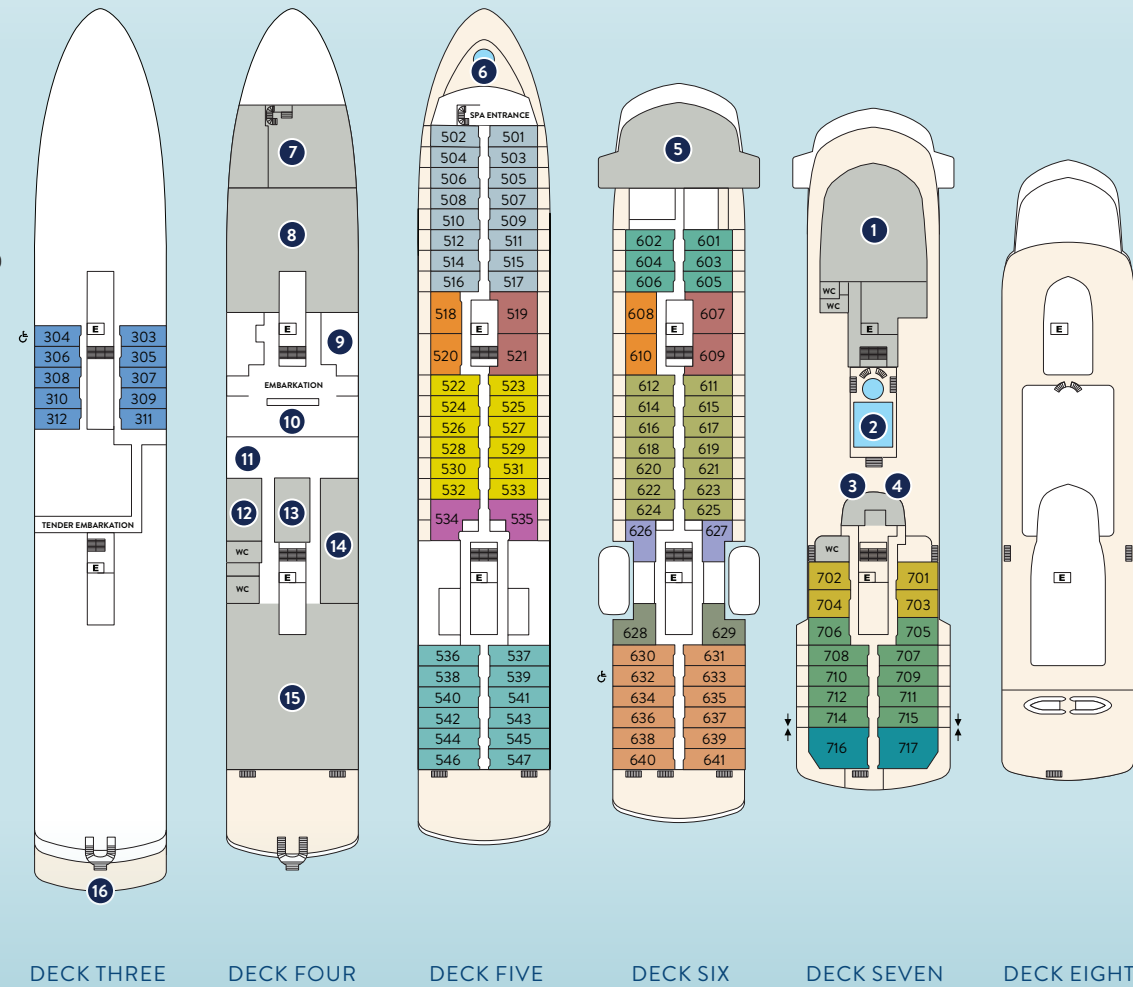 304 E 303
306 305
308 307
310 309
312 311
TENDER EMBARKATION
E
16
DECK THREE
7
8
E 9
EMBARKATION
10
11
12 13
WC 14
E
WC
15
DECK FOUR
6
SPA ENTRANCE
502 501
504 503
506 505
508 507
510 509
512 511
514 515
516 517
518 E 519
520 521
522 523
524 525
526 527
528 529
530 531
532 533
534 535
E
536 537
538 539
540 541
542 543
544 545
546 547
DECK FIVE
5
602 601
604 603
606 605
608 E 607
610 609
612 611
614 615
616 617
618 619
620 621
622 623
624 625
626 627
E
628 629
630 631
632 633
634 635
636 637
638 639
640 641
DECK SIX
1
WC
WC
E
2
3 4
WC
702 E 701
704 703
706 705
708 707
710 709
712 711
714 715
716 717
DECK SEVEN
E
E
DECK EIGHT